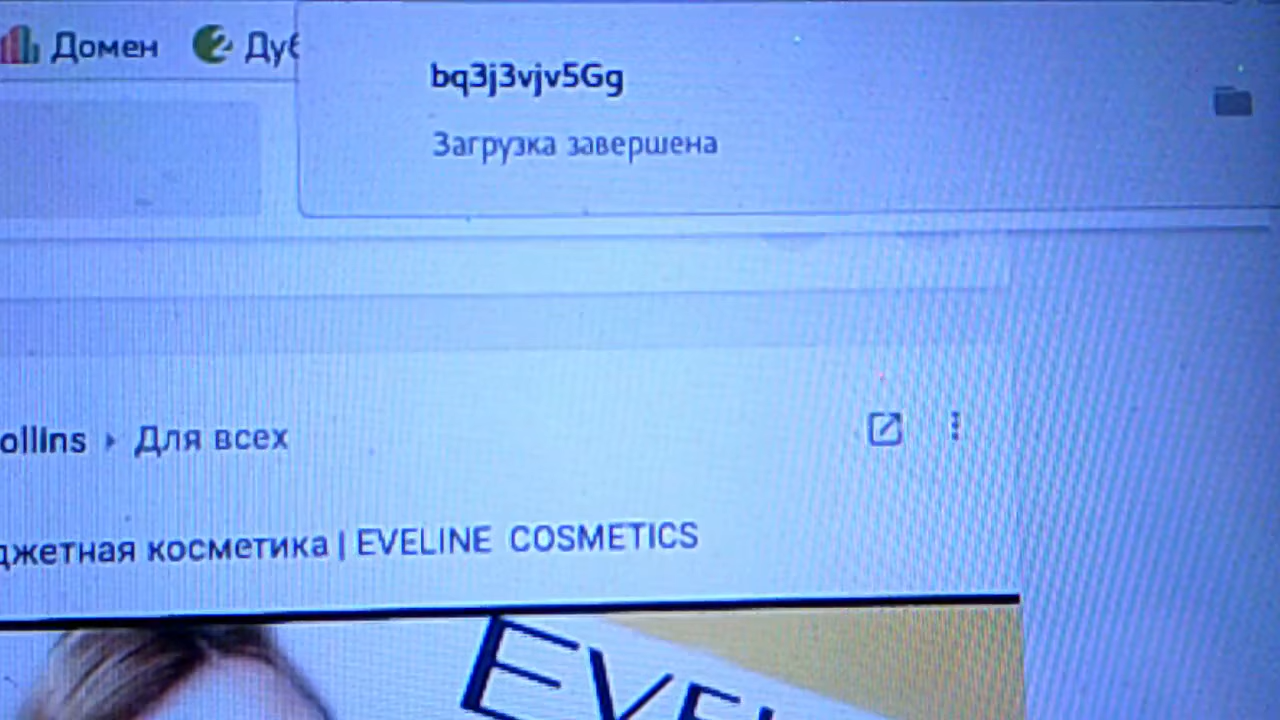 Домен
bq3j3vjv5Gg
Загрузка завершена
ollins › Для всех
джетная косметика | EVELINE COSMETICS
EVEL